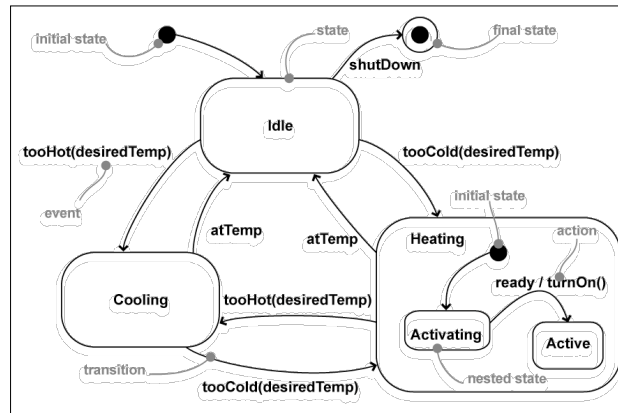 initial state
state
final state
shutDown
Idle
tooHot(desiredTemp)
tooCold(desiredTemp)
event
initial state
atTemp
atTemp
Heating
action
ready / turnOn()
Cooling
tooHot(desiredTemp)
Activating
Active
transition
tooCold(desiredTemp)
nested state